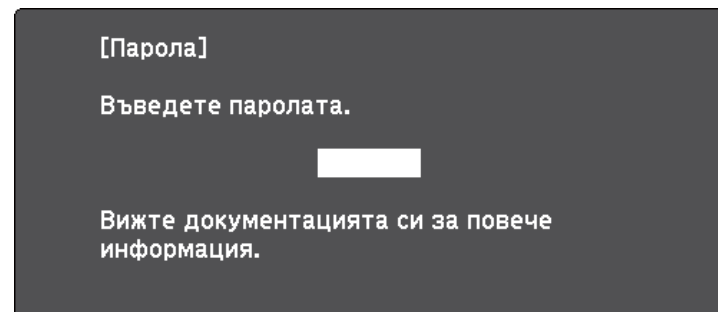 [Парола]
Въведете паролата.
Вижте документацията си за повече
информация.